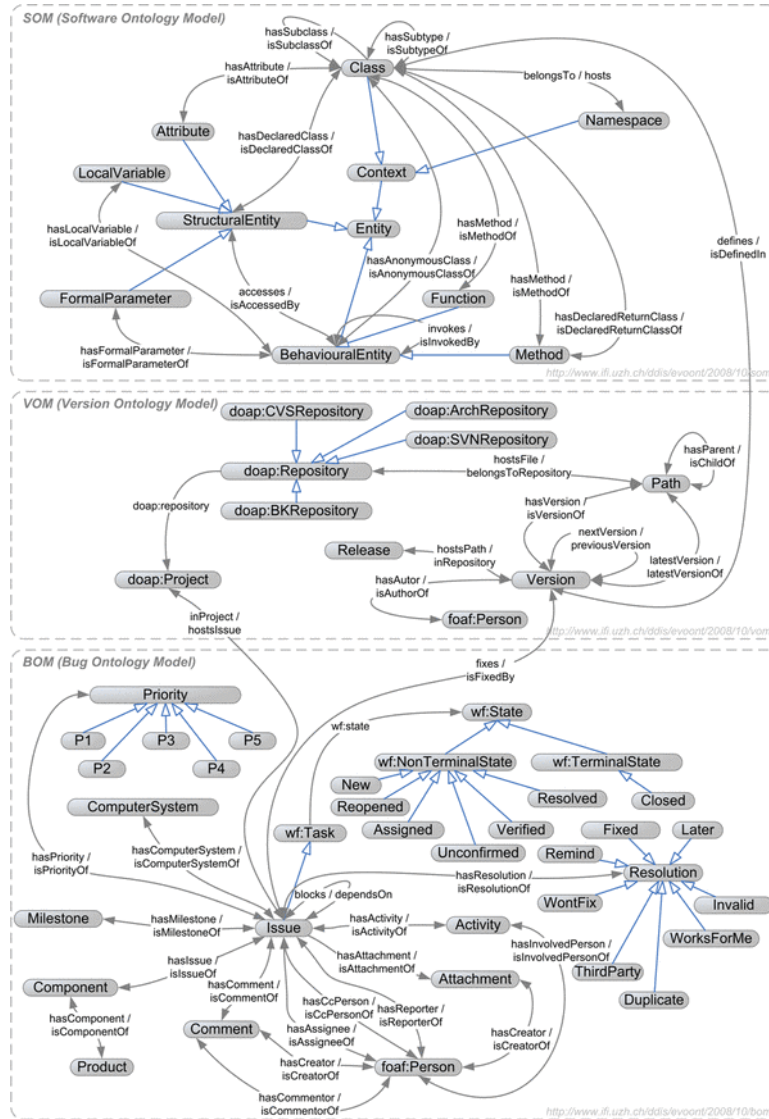 SOM (Software Ontology Model)
hasSubclass /
isSubclassOf
hasSubtype /
isSubtypeOf
Class
hasAttribute /
isAttributeOf
belongsTo / hosts
Attribute
Namespace
hasDeclaredClass /
isDeclaredClassOf
LocalVariable
Context
StructuralEntity
Entity
hasLocalVariable /
isLocalVariableOf
hasMethod /
isMethodOf
defines /
isDefinedIn
hasAnonymousClass /
isAnonymousClassOf
hasMethod /
isMethodOf
accesses /
isAccessedBy
FormalParameter
Function
hasDeclaredReturnClass /
isDeclaredReturnClassOf
invokes /
isInvokedBy
hasFormalParameter /
isFormalParameterOf
BehaviouralEntity
Method
http://www.ifi.uzh.ch/ddis/evoont/2008/10/som
VOM (Version Ontology Model)
doap:CVSRepository
doap:ArchRepository
doap:SVNRepository
doap:Repository
hostsFile /
belongsToRepository
hasParent /
isChildOf
Path
doap:repository
doap:BKRepository
hasVersion /
isVersionOf
nextVersion /
previousVersion
Release
hostsPath /
inRepository
latestVersion /
latestVersionOf
doap:Project
hasAutor /
isAuthorOf
Version
foaf:Person
inProject /
hostsIssue
http://www.ifi.uzh.ch/ddis/evoont/2008/10/vom
BOM (Bug Ontology Model)
fixes /
isFixedBy
Priority
wf:State
wf:state
P1
P3
P5
P2
P4
wf:NonTerminalState
wf:TerminalState
New
Resolved
Reopened
Closed
ComputerSystem
wf:Task
Assigned
Verified
Fixed
Later
Unconfirmed
Remind
hasPriority /
isPriorityOf
hasComputerSystem /
isComputerSystemOf
hasResolution /
isResolutionOf
Resolution
blocks / dependsOn
WontFix
Invalid
Milestone
hasMilestone /
isMilestoneOf
Issue
hasActivity /
isActivityOf
Activity
WorksForMe
hasInvolvedPerson /
isInvolvedPersonOf
hasIssue /
isIssueOf
hasAttachment /
isAttachmentOf
ThirdParty
Component
hasComment /
isCommentOf
Attachment
hasCcPerson /
isCcPersonOf
hasReporter /
isReporterOf
Duplicate
hasComponent /
isComponentOf
Comment
hasAssignee /
isAssigneeOf
hasCreator /
isCreatorOf
hasCreator /
isCreatorOf
Product
foaf:Person
hasCommentor /
isCommentorOf
http://www.ifi.uzh.ch/ddis/evoont/2008/10/bom